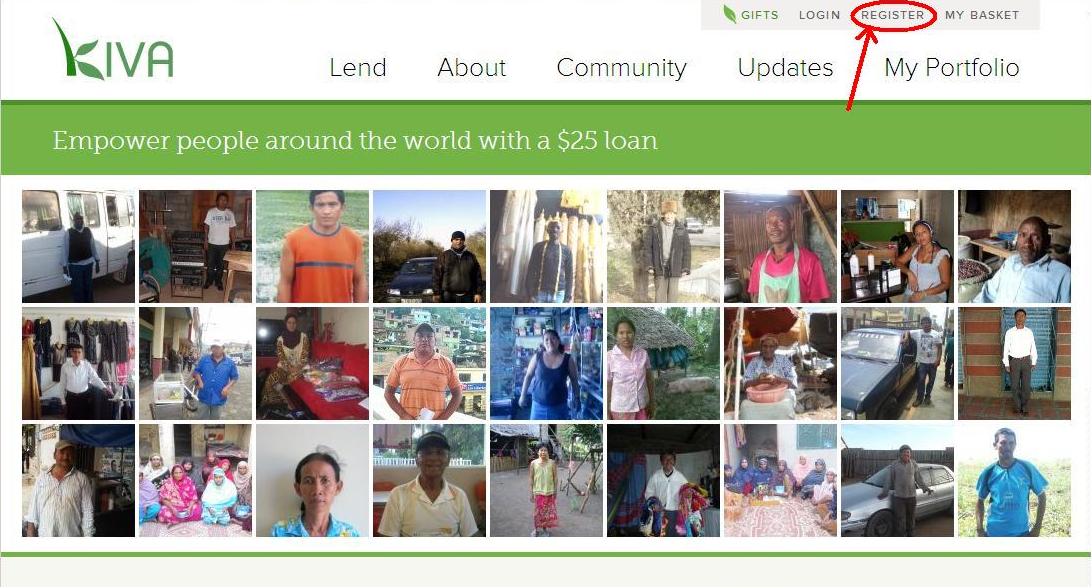 GIFTS LOGIN REGISTER MY BASKET
KIVA
Lend About Community Updates My Portfolio
Empower people around the world with a $25 loan